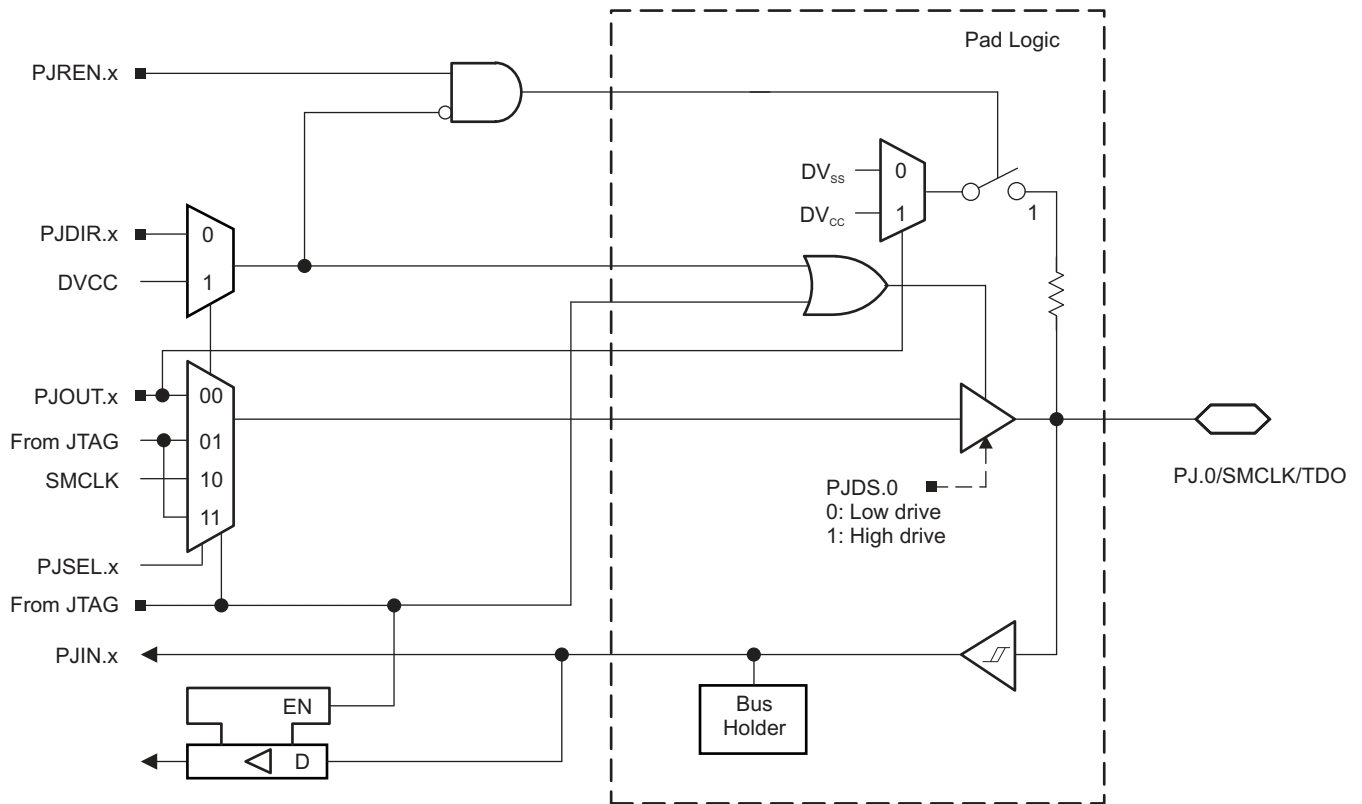 Pad Logic
PJREN.x
DVSS
0
DVCC
1
1
PJDIR.x
0
DVCC
1
PJOUT.x
00
From JTAG
01
SMCLK
10
11
PJDS.0
0: Low drive
1: High drive
PJ.0/SMCLK/TDO
PJSEL.x
From JTAG
PJIN.x
EN
D
Bus
Holder